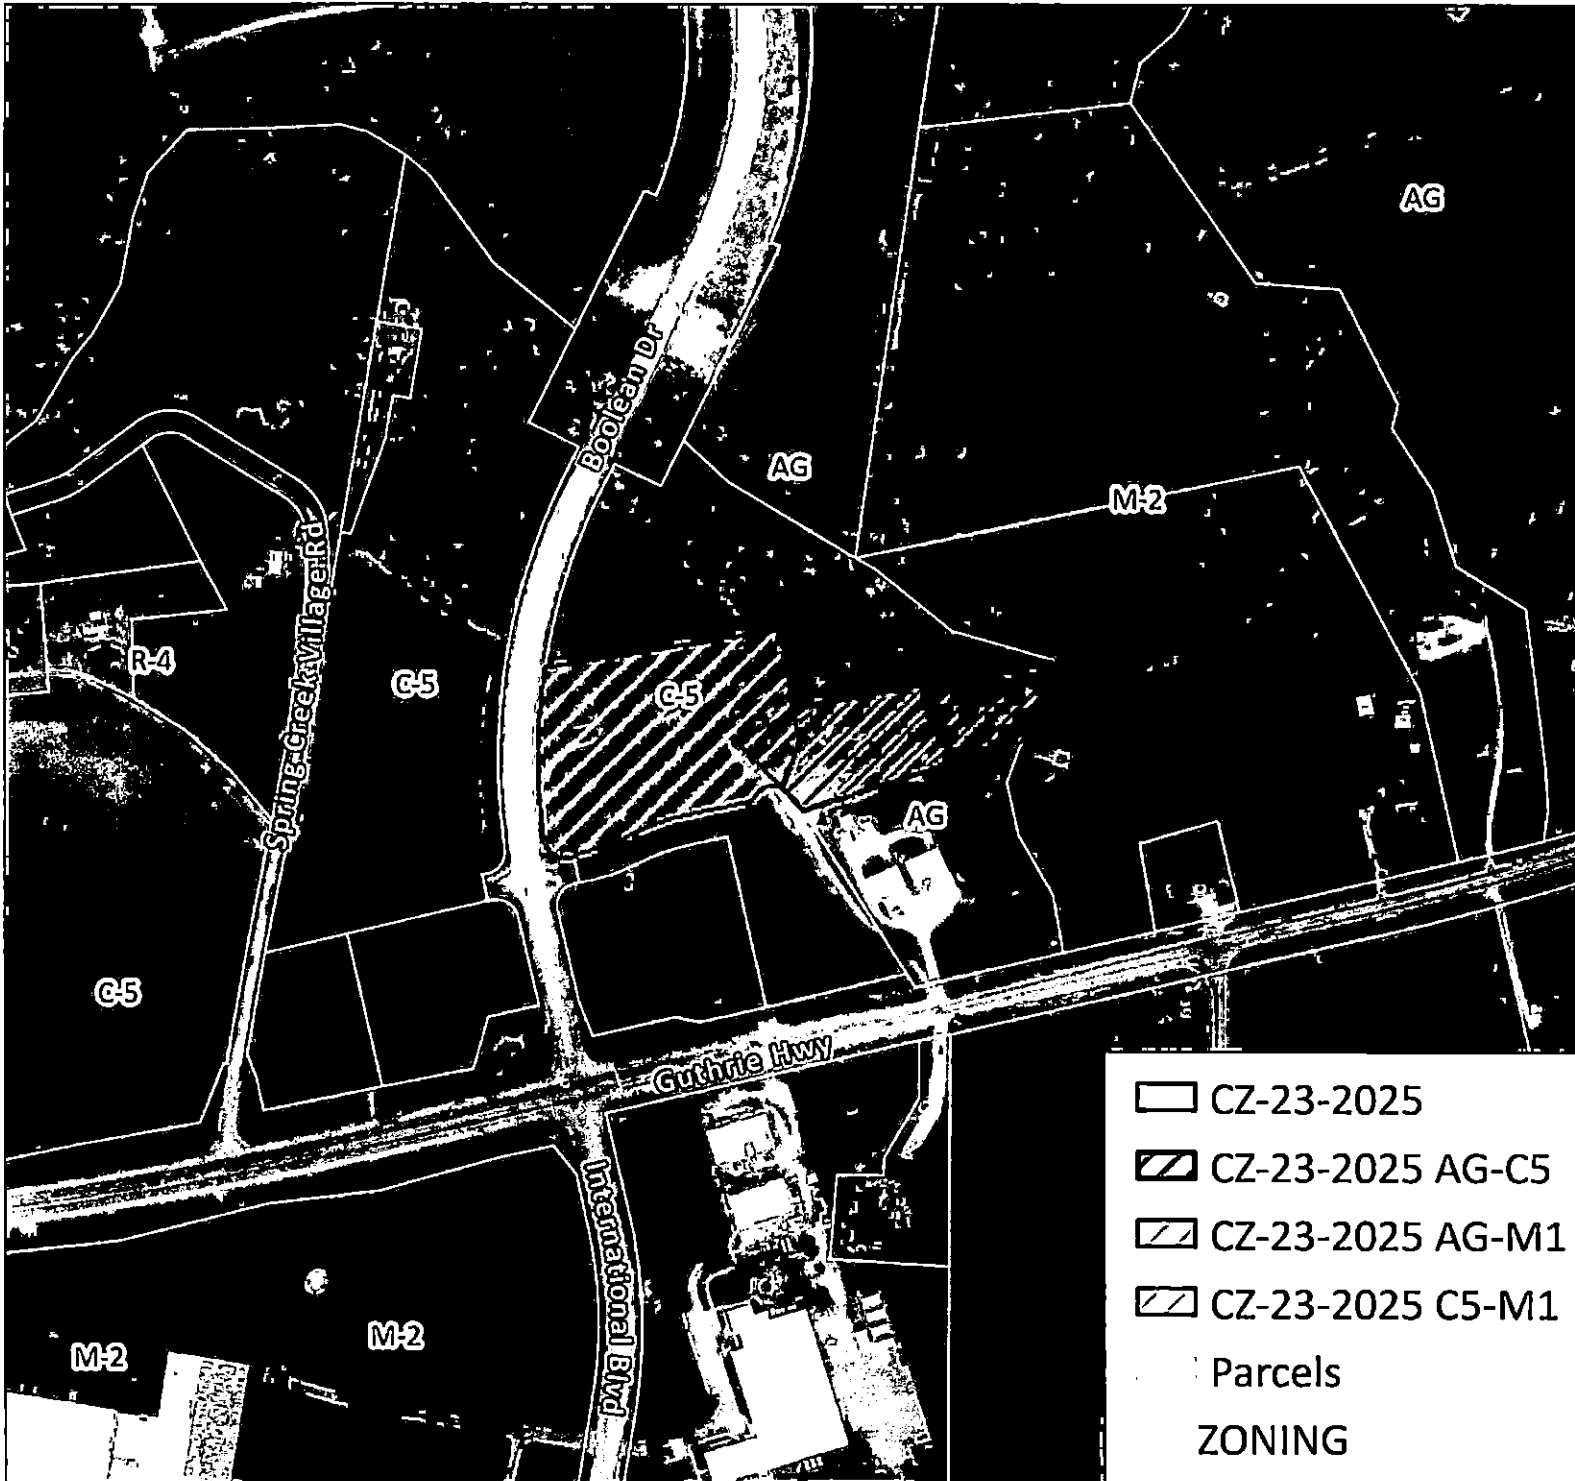 AG
Boolean Dr
AG
M-2
Spring Creek Village Rd
R-4
C-5
C-5
AG
C-5
Guthrie Hwy
International Blvd
M-2
M-2
CZ-23-2025
CZ-23-2025 AG-C5
CZ-23-2025 AG-M1
CZ-23-2025 C5-M1
Parcels
ZONING